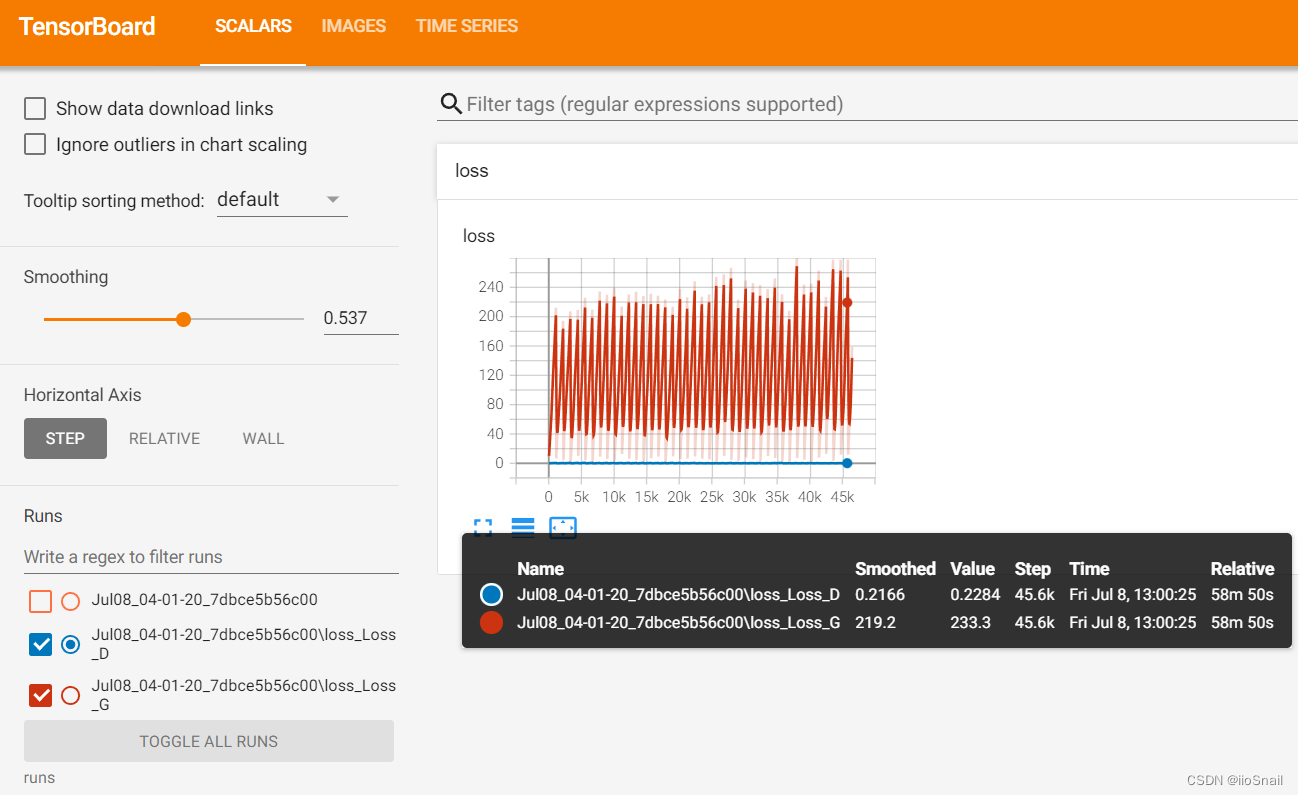 TensorBoard SCALARS IMAGES TIME SERIES
Show data download links
Ignore outliers in chart scaling
Tooltip sorting method: default
Smoothing
0.537
Horizontal Axis
STEP RELATIVE WALL
Runs
Write a regex to filter runs
Jul08_04-01-20_7dbce5b56c00
Jul08_04-01-20_7dbce5b56c00\loss_Loss
_D
Jul08_04-01-20_7dbce5b56c00\loss_Loss
_G
TOGGLE ALL RUNS
runs
Filter tags (regular expressions supported)
loss
loss
240
200
160
120
80
40
0
0 5k 10k 15k 20k 25k 30k 35k 40k 45k
Name Smoothed Value Step Time Relative
Jul08_04-01-20_7dbce5b56c00\loss_Loss_D 0.2166 0.2284 45.6k Fri Jul 8, 13:00:25 58m 50s
Jul08_04-01-20_7dbce5b56c00\loss_Loss_G 219.2 233.3 45.6k Fri Jul 8, 13:00:25 58m 50s
CSDN @iioSnail